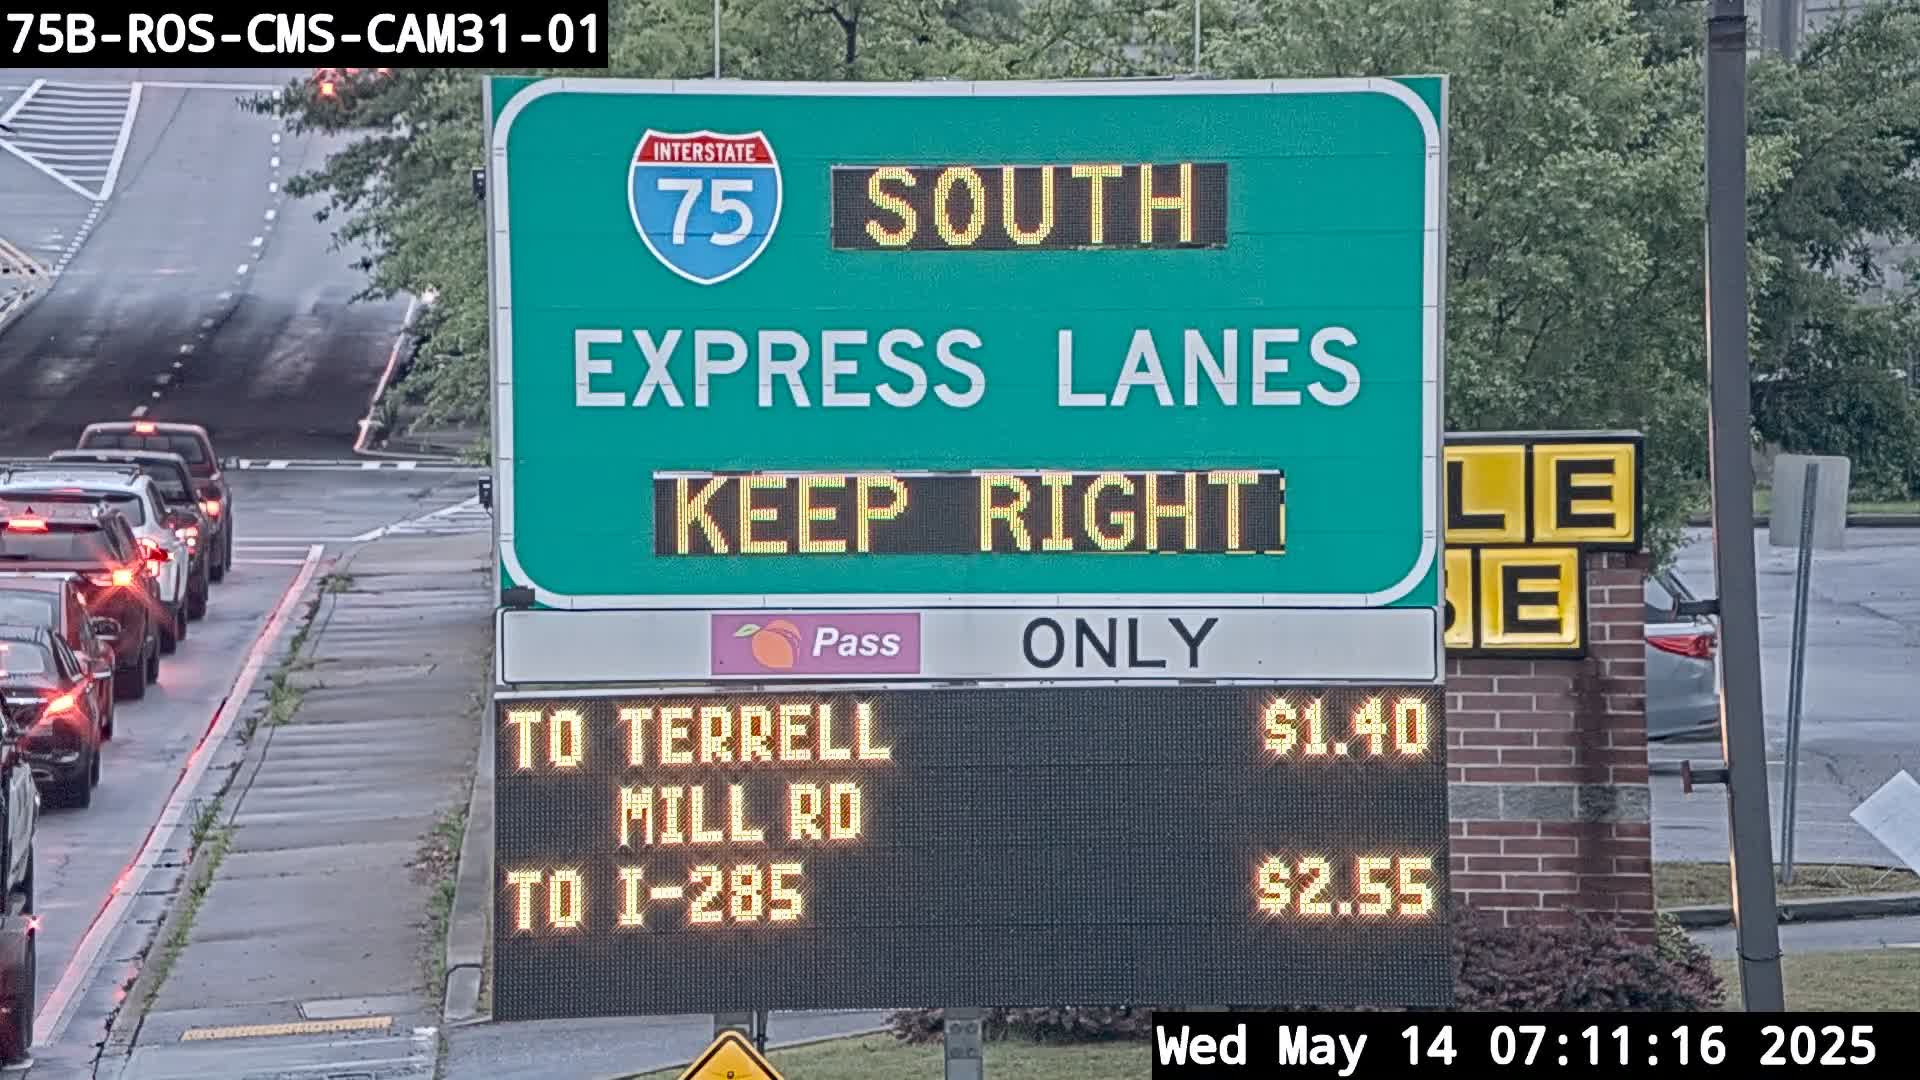 75B-ROS-CMS-CAM31-01
INTERSTATE
75
SOUTH
EXPRESS LANES
KEEP RIGHT
LE
E
Pass ONLY
TO TERRELL $1.40
MILL RD
TO I-285 $2.55
Wed May 14 07:11:16 2025